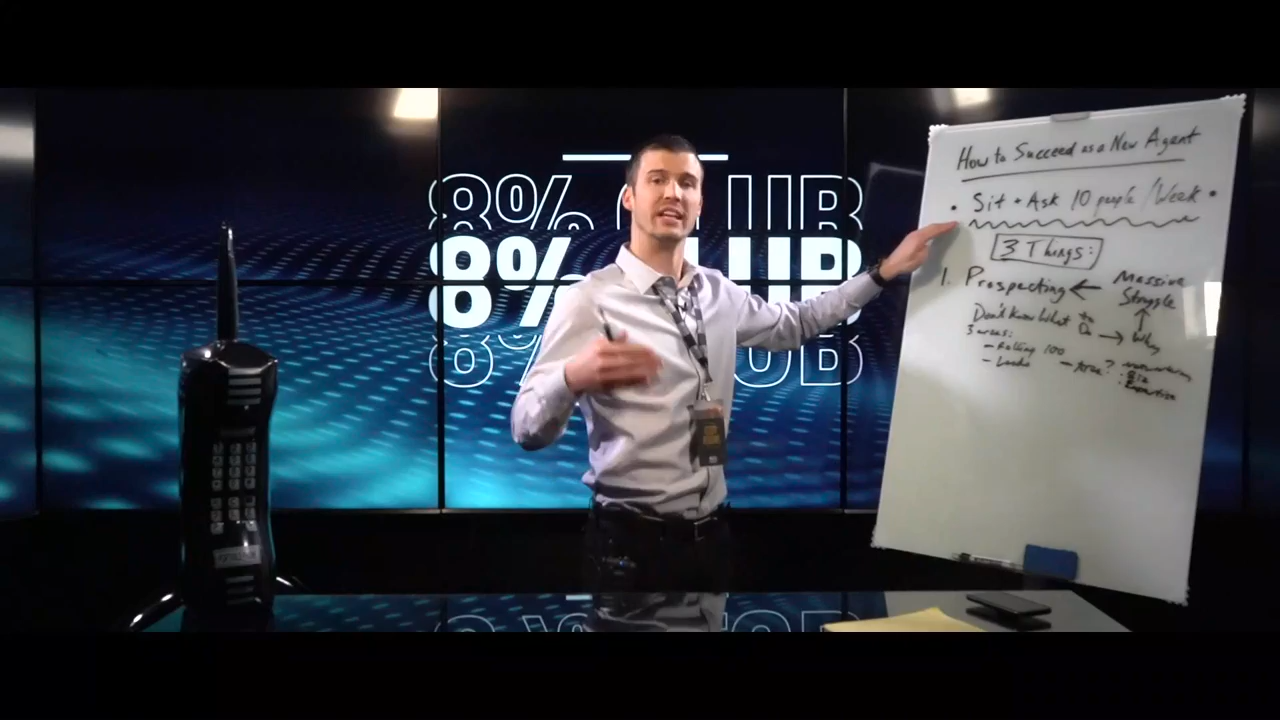 8% CLUB
8% CLUB
8% CLUB
How to Succeed as a New Agent
• Sit + Ask 10 people / Week •
3 Things:
1. Prospecting ← Massive Struggle
Don't Know What to Do → Why
3 areas:
- Rolling 100
- Leads - Area?